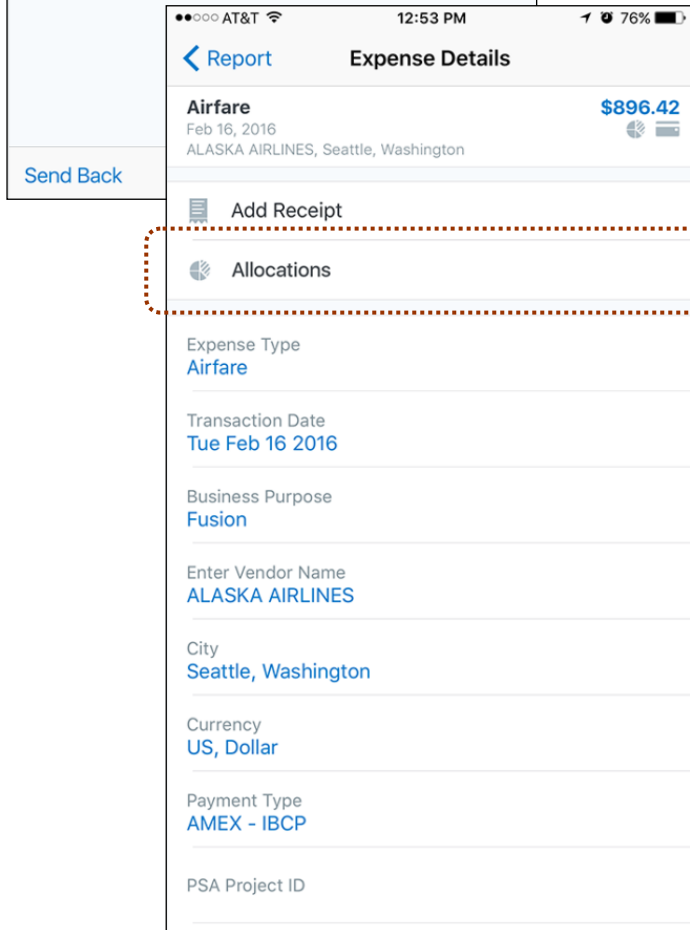 AT&T 12:53 PM 76%
Report Expense Details
Airfare $896.42
Feb 16, 2016
ALASKA AIRLINES, Seattle, Washington
Send Back
Add Receipt
Allocations
Expense Type
Airfare
Transaction Date
Tue Feb 16 2016
Business Purpose
Fusion
Enter Vendor Name
ALASKA AIRLINES
City
Seattle, Washington
Currency
US, Dollar
Payment Type
AMEX - IBCP
PSA Project ID